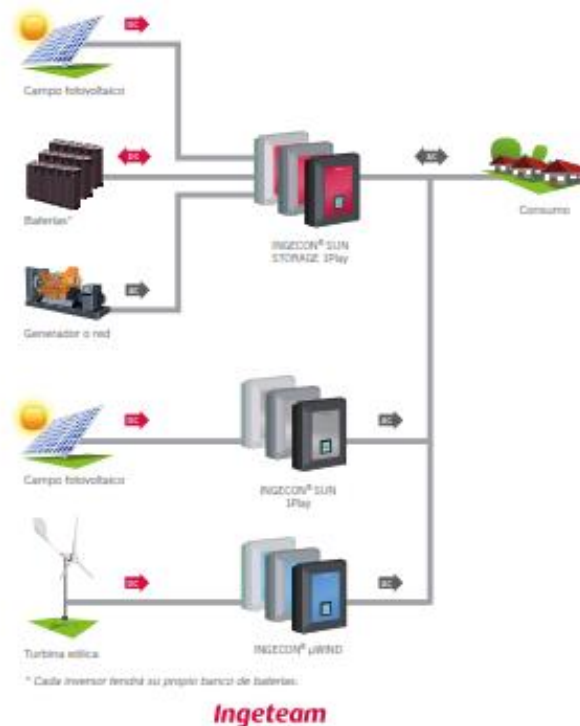 DC
Campo fotovoltaico
DC
AC
Baterías*
Consumo
INGECON® SUN
STORAGE 1Play
AC
Generador o red
DC
AC
Campo fotovoltaico
INGECON® SUN
1Play
DC
AC
Turbina eólica
INGECON® µWIND
* Cada inversor tendrá su propio banco de baterías.
Ingeteam